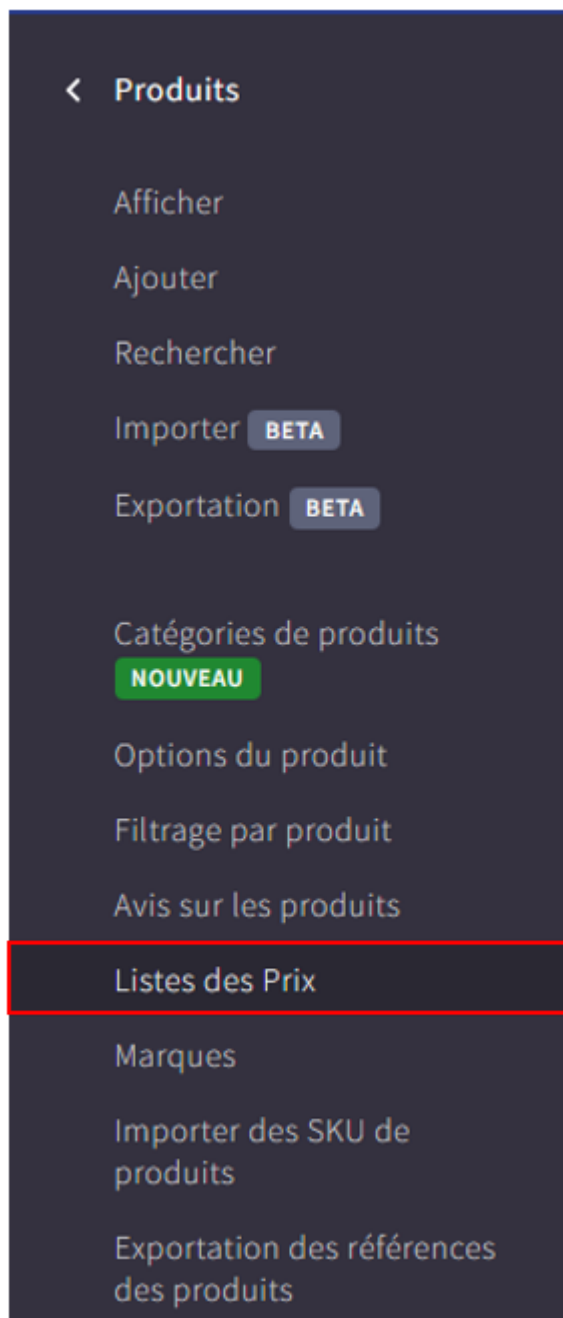 Produits
Afficher
Ajouter
Rechercher
Importer BETA
Exportation BETA
Catégories de produits
NOUVEAU
Options du produit
Filtrage par produit
Avis sur les produits
Listes des Prix
Marques
Importer des SKU de
produits
Exportation des références
des produits